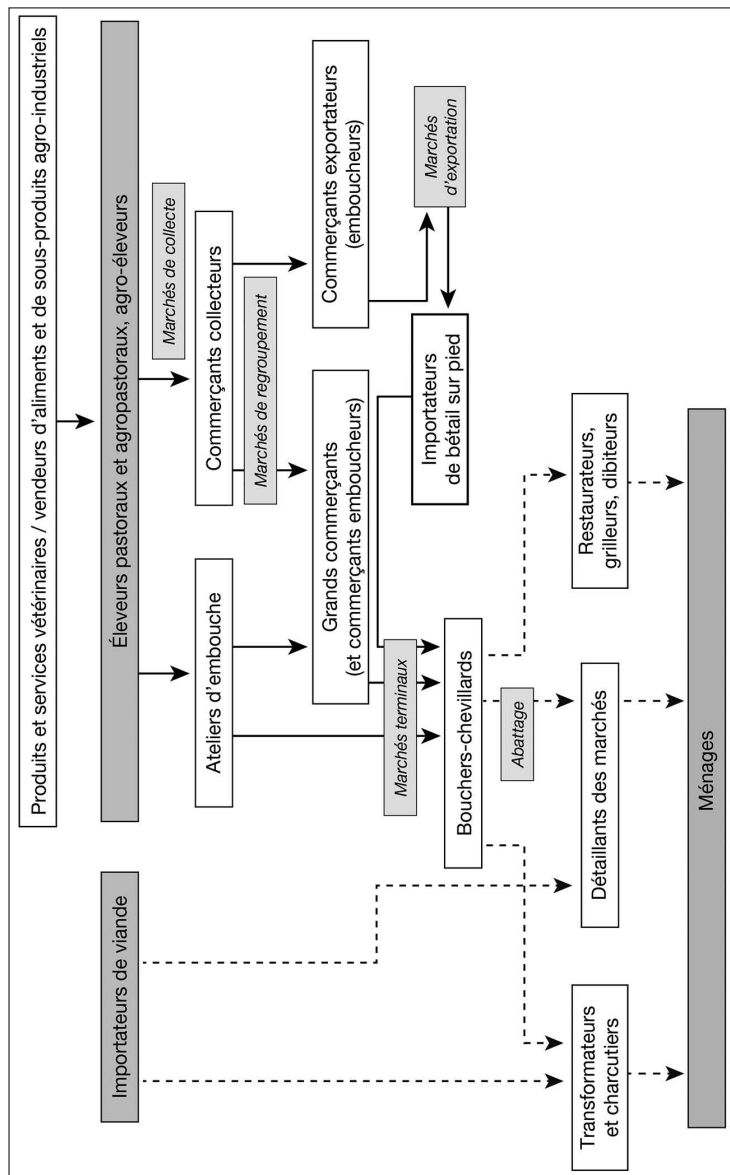 Produits et services vétérinaires / vendeurs d'aliments et de sous-produits agro-industriels
Importateurs de viande
Éleveurs pastoraux et agropastoraux, agro-éleveurs
Marchés de collecte
Ateliers d'embouche
Commerçants collecteurs
Marchés de regroupement
Grands commerçants
(et commerçants emboucheurs)
Commerçants exportateurs
(emboucheurs)
Marchés terminaux
Importateurs
de bétail sur pied
Marchés
d'exportation
Bouchers-chevillards
Abattage
Transformateurs
et charcutiers
Détaillants des marchés
Restaurateurs,
grilleurs, dibiteurs
Ménages